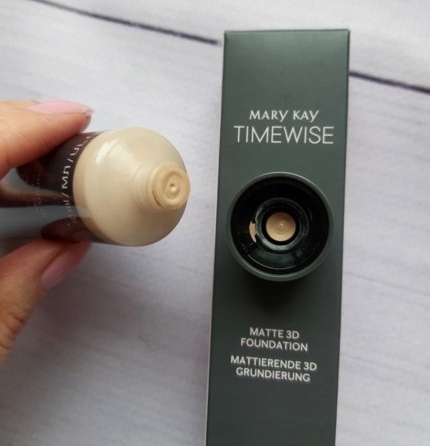 MARY KAY
TIMEWISE
MATTE 3D
FOUNDATION
MATTIERENDE 3D
GRUNDIERUNG